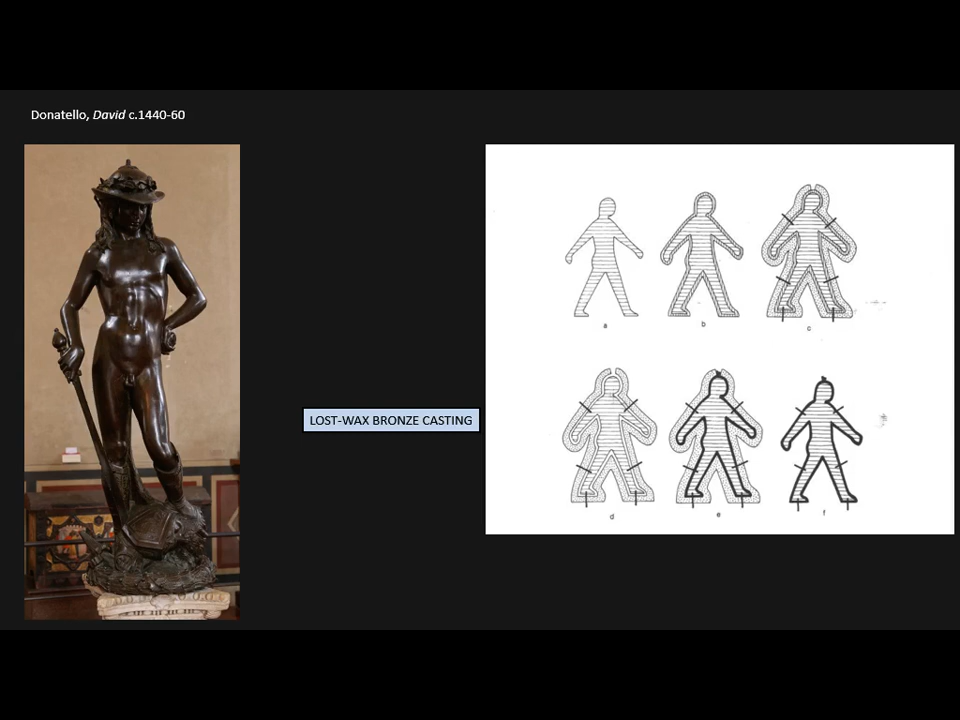 Donatello, David c.1440-60
LOST-WAX BRONZE CASTING
a
b
c
d
e
f